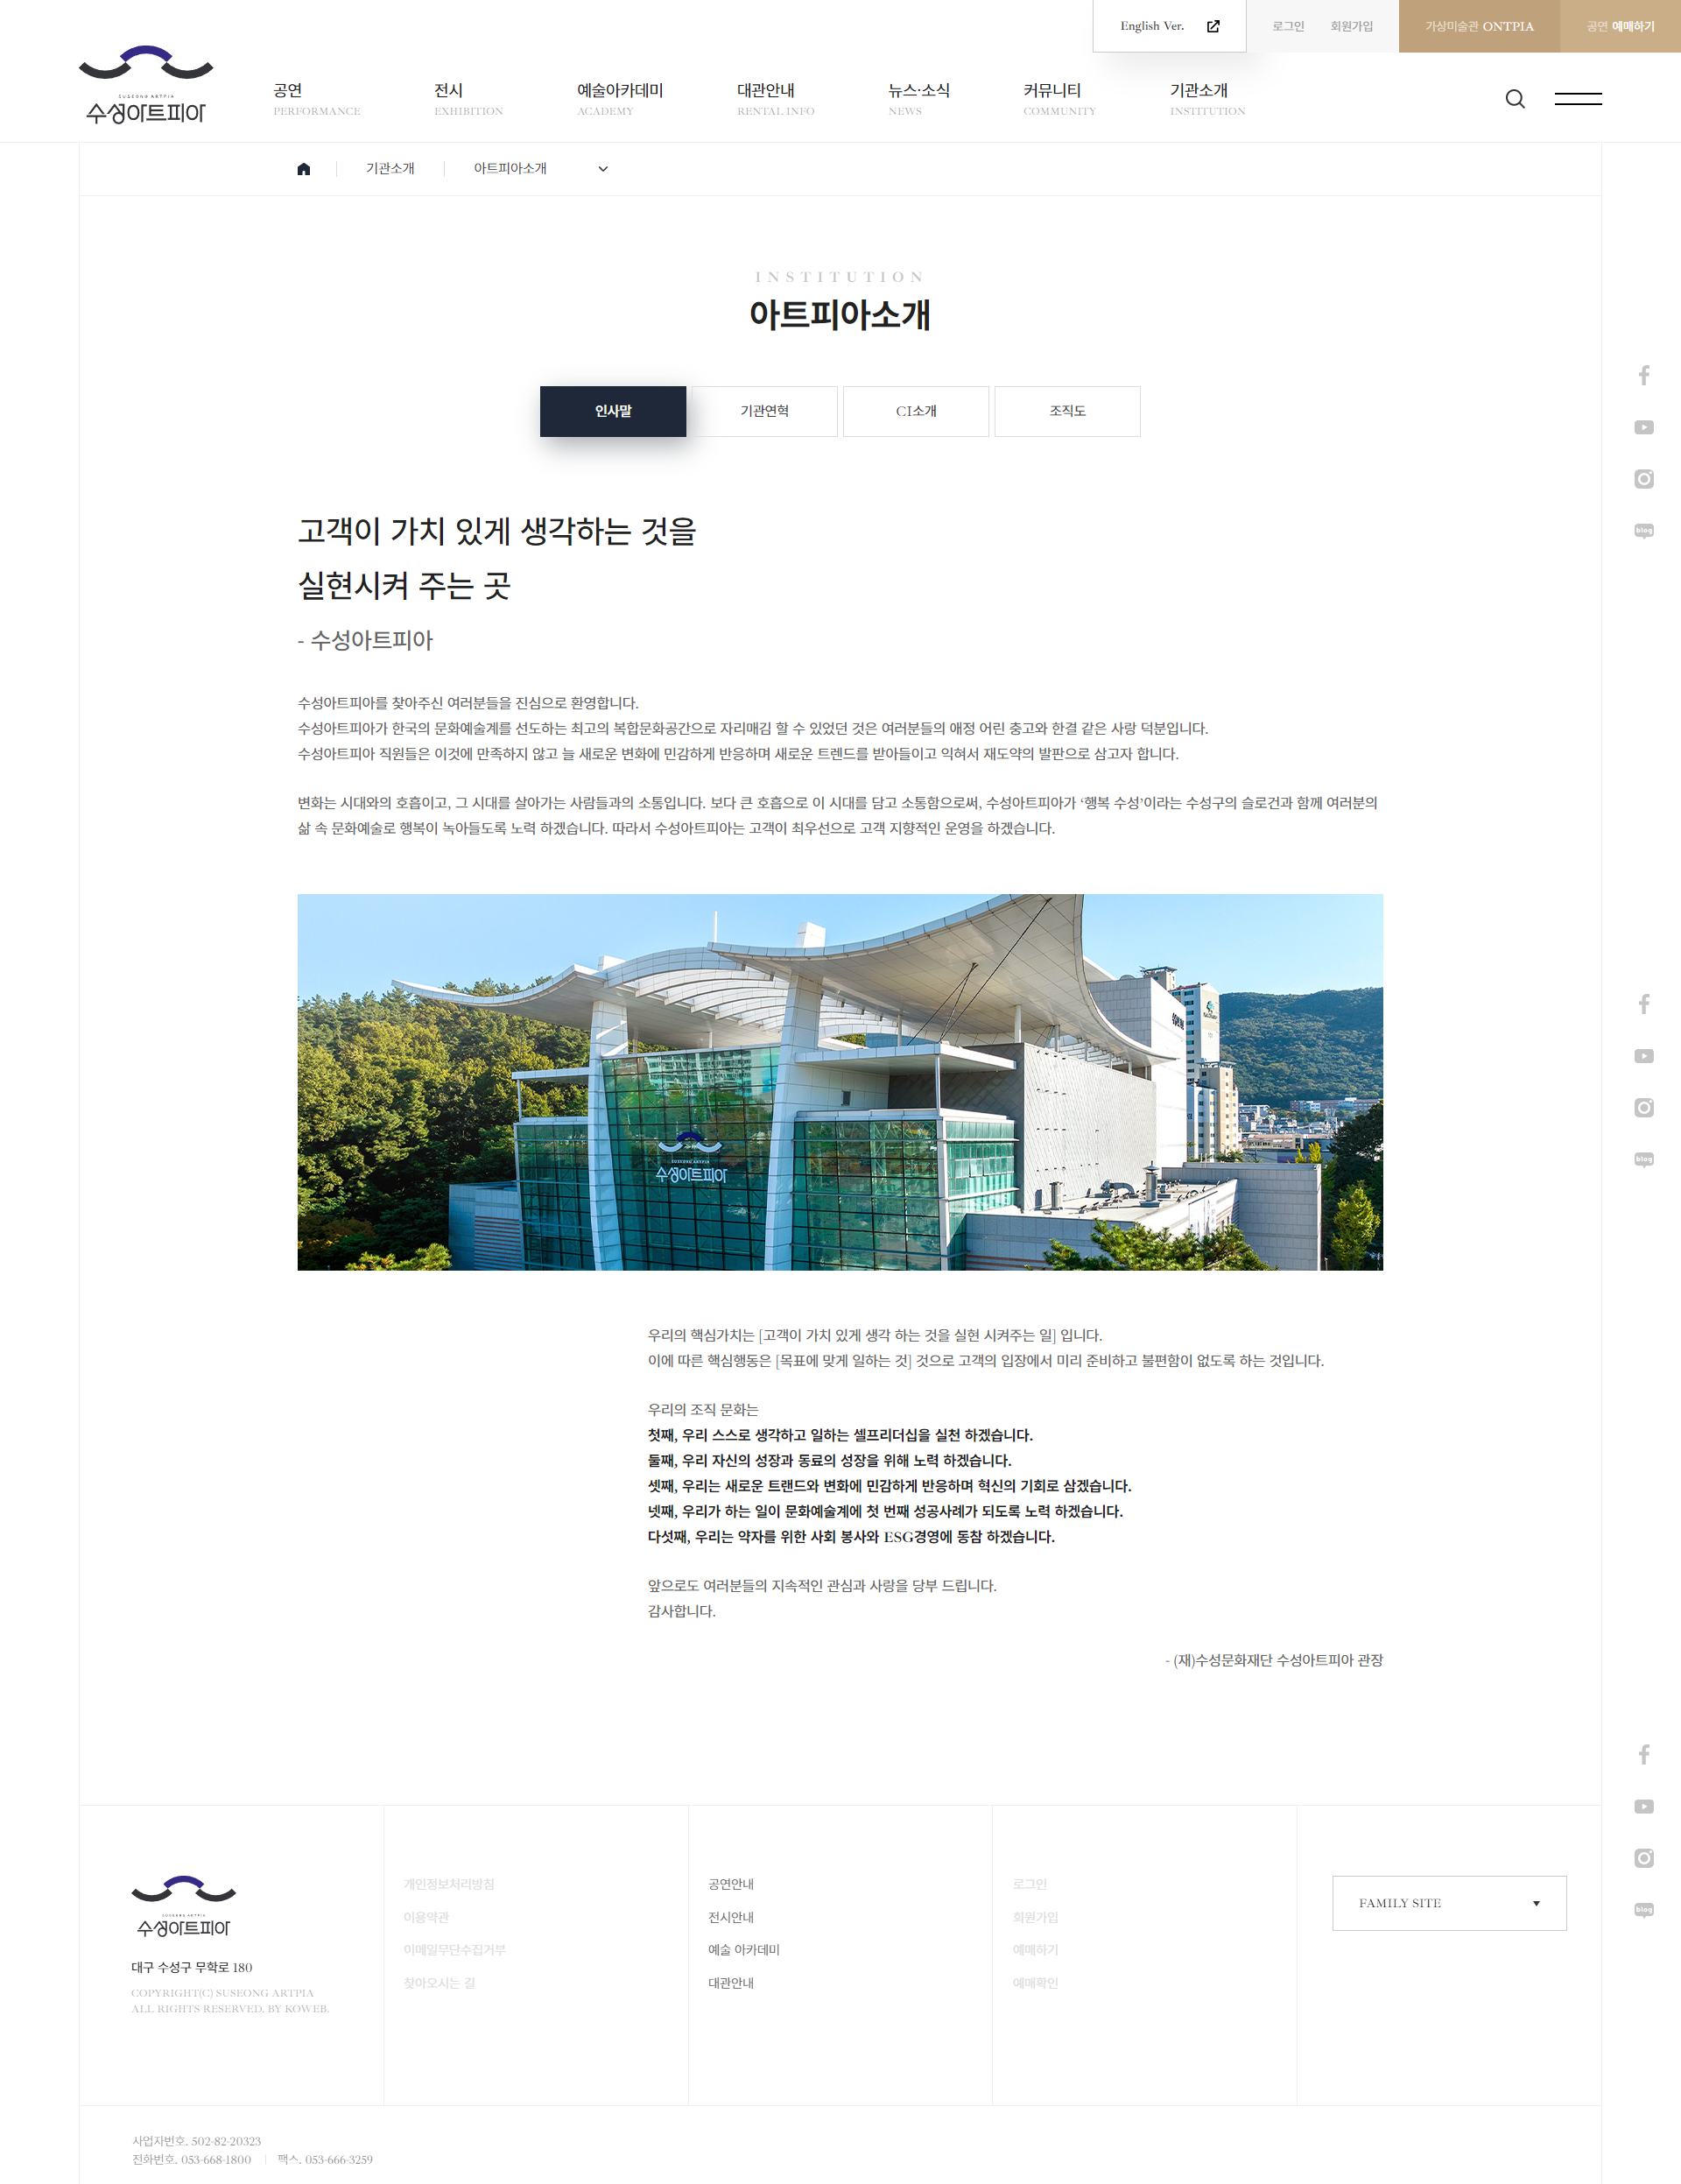 English Ver.
로그인
회원가입
가상미술관 ONTPIA
공연 예매하기
SUSEONG ARTPIA
수성아트피아
공연
PERFORMANCE
전시
EXHIBITION
예술아카데미
ACADEMY
대관안내
RENTAL INFO
뉴스·소식
NEWS
커뮤니티
COMMUNITY
기관소개
INSTITUTION
기관소개
아트피아소개
INSTITUTION
아트피아소개
인사말
기관연혁
CI소개
조직도
고객이 가치 있게 생각하는 것을
실현시켜 주는 곳
- 수성아트피아
수성아트피아를 찾아주신 여러분들을 진심으로 환영합니다.
수성아트피아가 한국의 문화예술계를 선도하는 최고의 복합문화공간으로 자리매김 할 수 있었던 것은 여러분들의 애정 어린 충고와 한결 같은 사랑 덕분입니다.
수성아트피아 직원들은 이것에 만족하지 않고 늘 새로운 변화에 민감하게 반응하며 새로운 트렌드를 받아들이고 익혀서 재도약의 발판으로 삼고자 합니다.
변화는 시대와의 호흡이고, 그 시대를 살아가는 사람들과의 소통입니다. 보다 큰 호흡으로 이 시대를 담고 소통함으로써, 수성아트피아가 ‘행복 수성’이라는 수성구의 슬로건과 함께 여러분의
삶 속 문화예술로 행복이 녹아들도록 노력 하겠습니다. 따라서 수성아트피아는 고객이 최우선으로 고객 지향적인 운영을 하겠습니다.
SUSEONG ARTPIA
수성아트피아
우리의 핵심가치는 [고객이 가치 있게 생각 하는 것을 실현 시켜주는 일] 입니다.
이에 따른 핵심행동은 [목표에 맞게 일하는 것] 것으로 고객의 입장에서 미리 준비하고 불편함이 없도록 하는 것입니다.
우리의 조직 문화는
첫째, 우리 스스로 생각하고 일하는 셀프리더십을 실천 하겠습니다.
둘째, 우리 자신의 성장과 동료의 성장을 위해 노력 하겠습니다.
셋째, 우리는 새로운 트랜드와 변화에 민감하게 반응하며 혁신의 기회로 삼겠습니다.
넷째, 우리가 하는 일이 문화예술계에 첫 번째 성공사례가 되도록 노력 하겠습니다.
다섯째, 우리는 약자를 위한 사회 봉사와 ESG경영에 동참 하겠습니다.
앞으로도 여러분들의 지속적인 관심과 사랑을 당부 드립니다.
감사합니다.
- (재)수성문화재단 수성아트피아 관장
blog
blog
blog
SUSEONG ARTPIA
수성아트피아
대구 수성구 무학로 180
COPYRIGHT(C) SUSEONG ARTPIA
ALL RIGHTS RESERVED. BY KOWEB.
개인정보처리방침
이용약관
이메일무단수집거부
찾아오시는 길
공연안내
전시안내
예술 아카데미
대관안내
로그인
회원가입
예매하기
예매확인
FAMILY SITE
사업자번호. 502-82-20323
전화번호. 053-668-1800 | 팩스. 053-666-3259